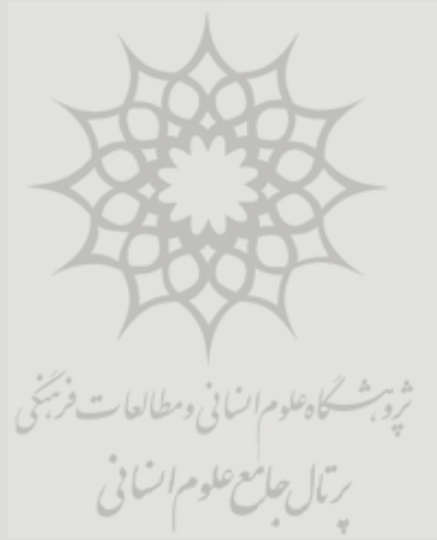 پژوهشگاه علوم انسانی و مطالعات فرهنگی
پرتال جامع علوم انسانی